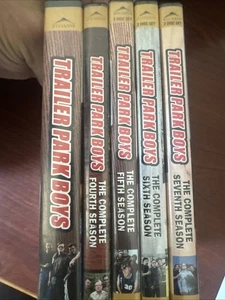 TRAILER PARK BOYS
TRAILER PARK BOYS
THE COMPLETE
FOURTH SEASON
TRAILER PARK BOYS
THE COMPLETE
FIFTH SEASON
TRAILER PARK BOYS
THE COMPLETE
SIXTH SEASON
TRAILER PARK BOYS
THE COMPLETE
SEVENTH SEASON